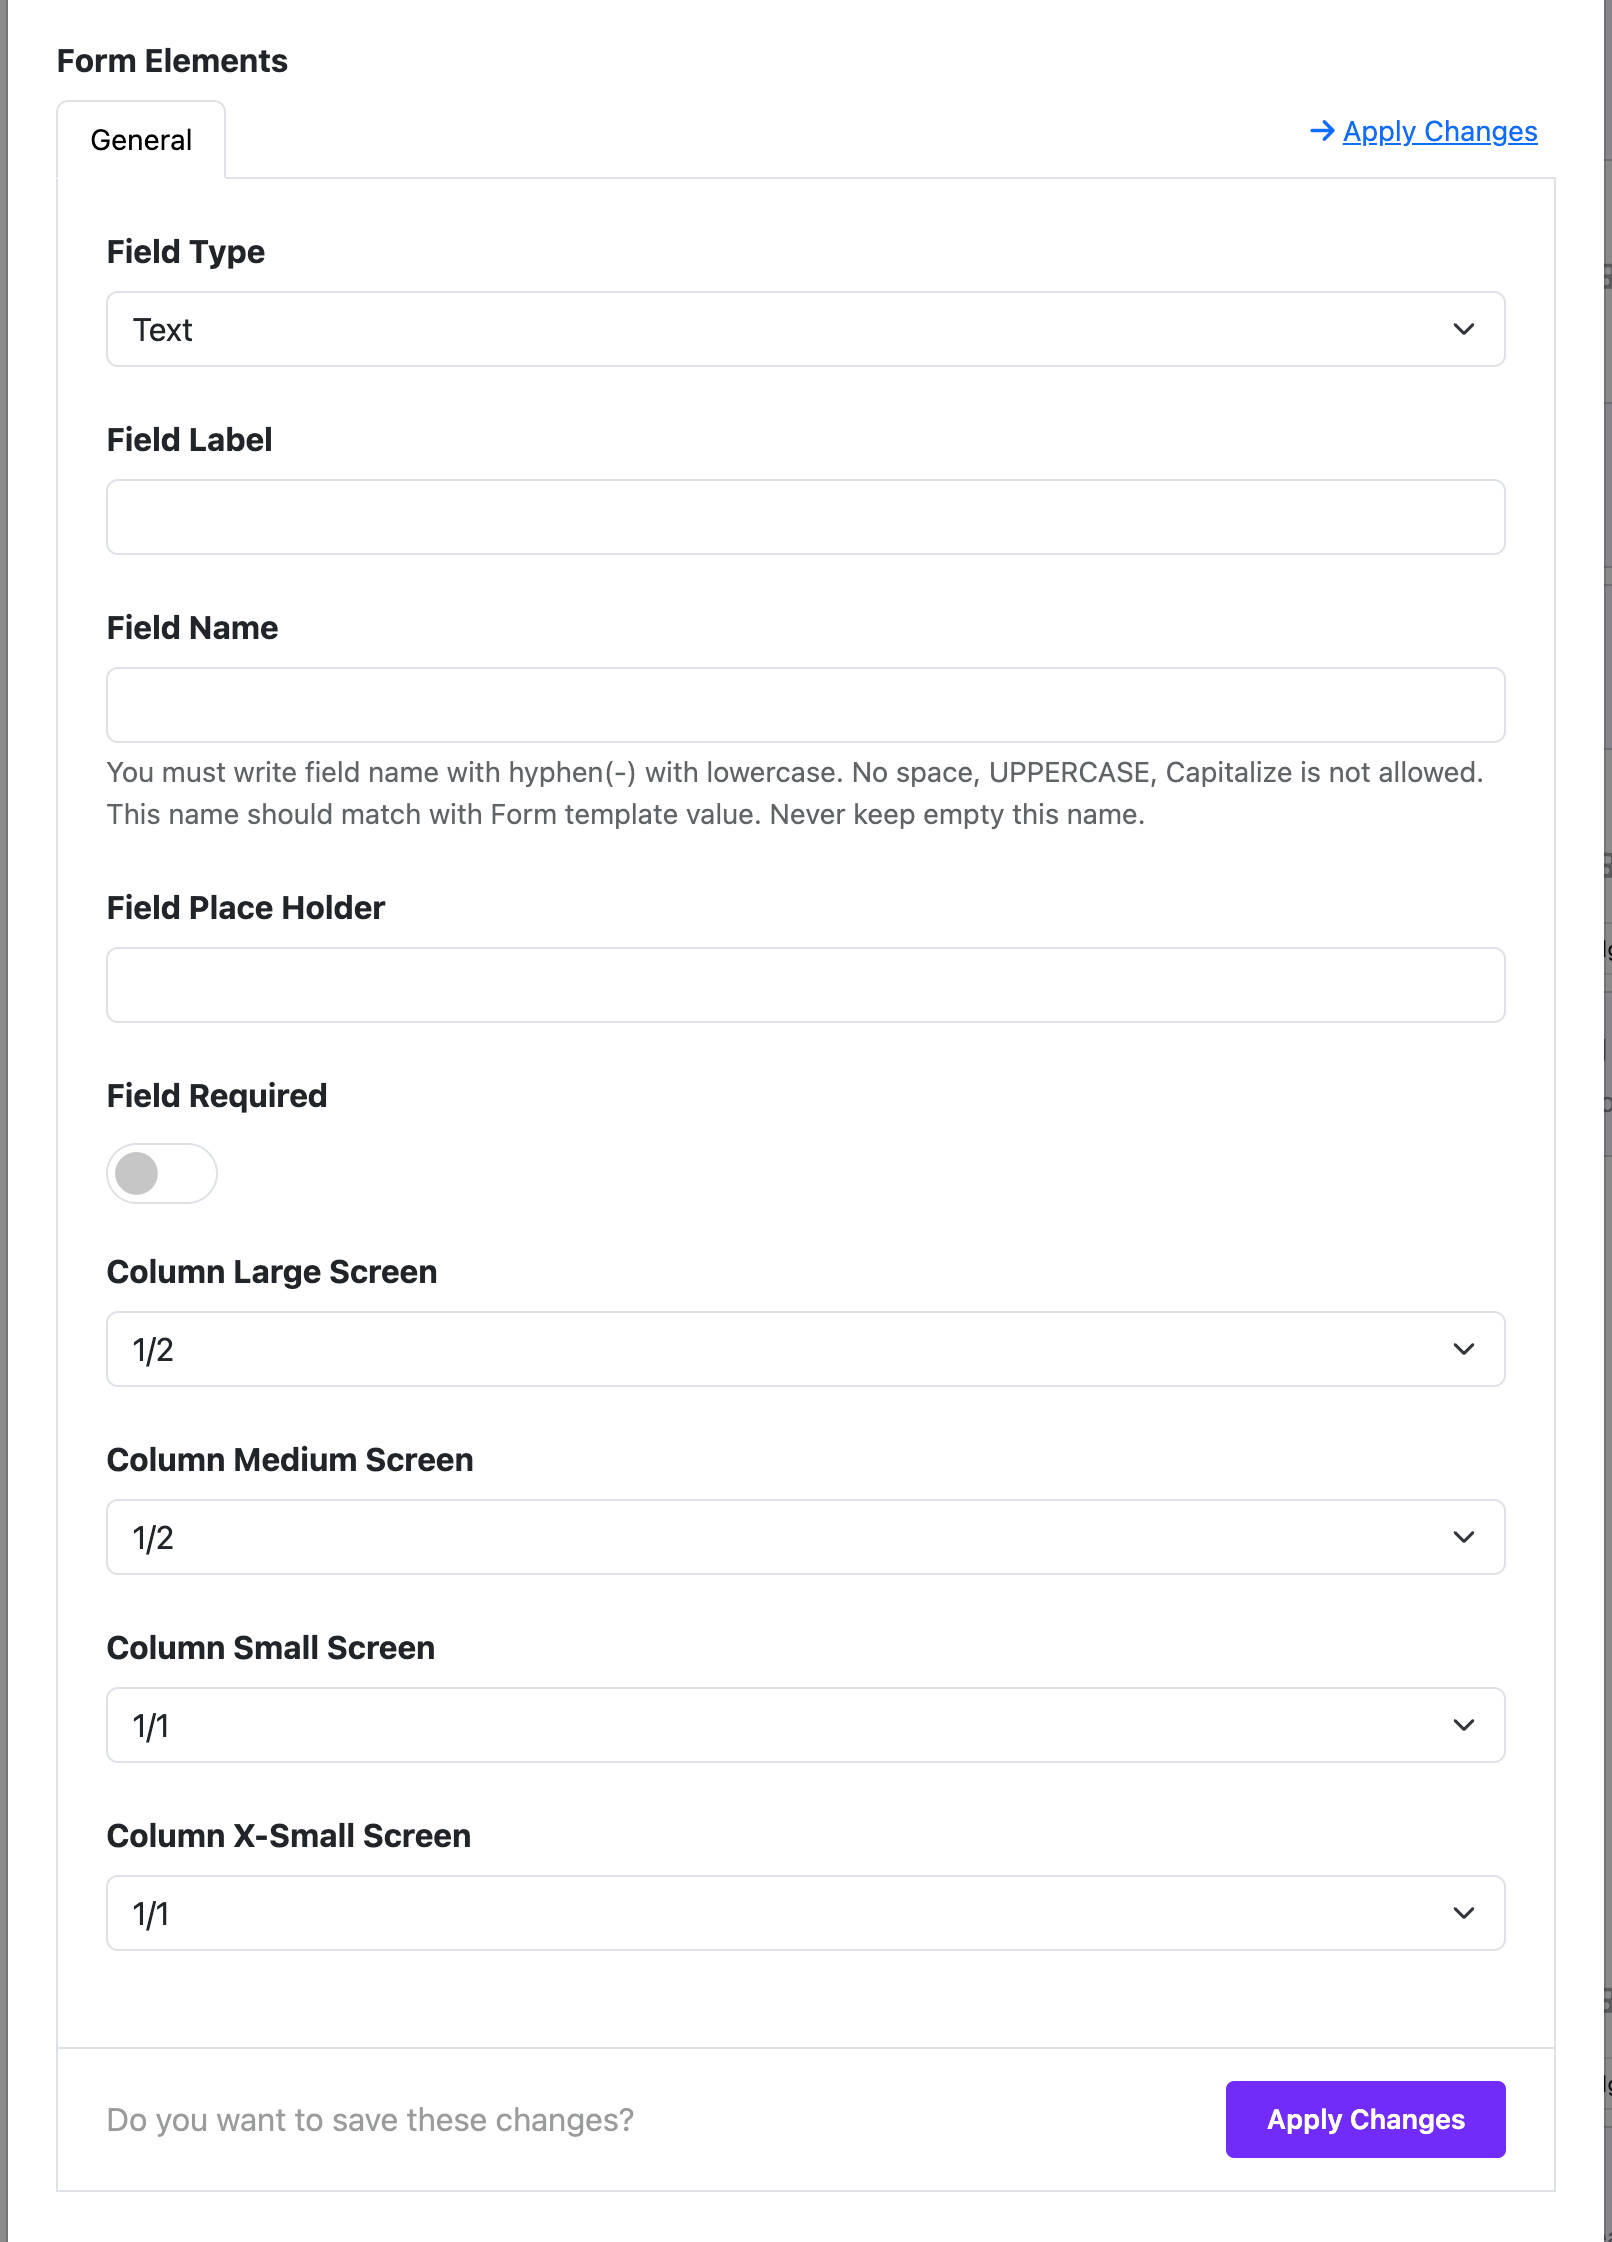 Form Elements
General
Apply Changes
Field Type
Text
Field Label
Field Name
You must write field name with hyphen(-) with lowercase. No space, UPPERCASE, Capitalize is not allowed.
This name should match with Form template value. Never keep empty this name.
Field Place Holder
Field Required
Column Large Screen
1/2
Column Medium Screen
1/2
Column Small Screen
1/1
Column X-Small Screen
1/1
Do you want to save these changes?
Apply Changes